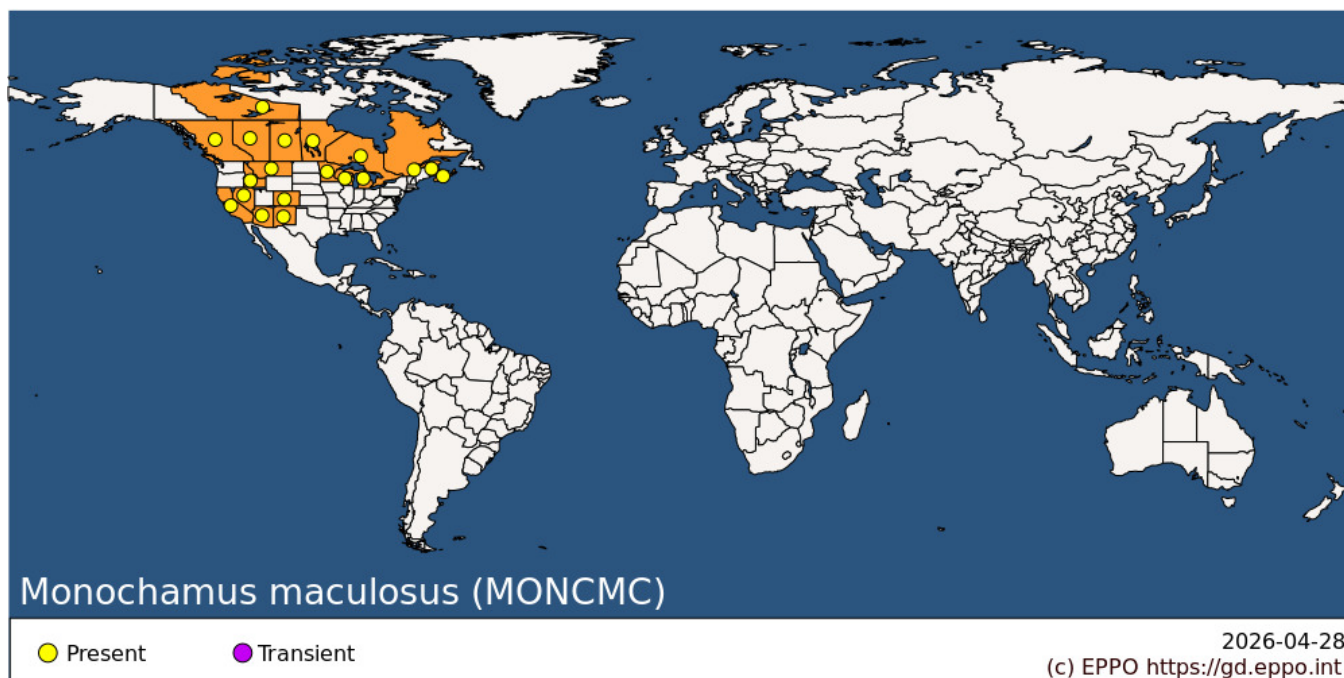 Monochamus maculosus (MONCMC)
Present
Transient
2026-04-28
(c) EPPO https://gd.eppo.int